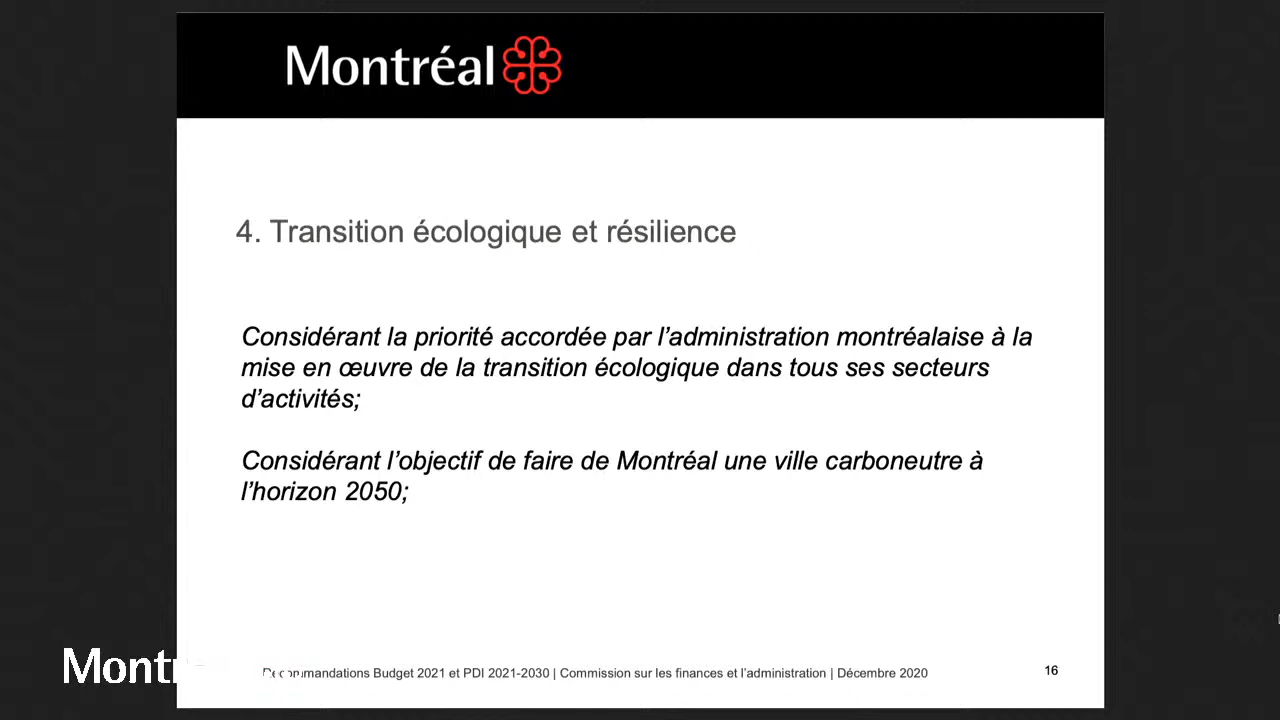 Montréal
4. Transition écologique et résilience
Considérant la priorité accordée par l’administration montréalaise à la
mise en œuvre de la transition écologique dans tous ses secteurs
d’activités;
Considérant l’objectif de faire de Montréal une ville carboneutre à
l’horizon 2050;
Recommandations Budget 2021 et PDI 2021-2030 | Commission sur les finances et l’administration | Décembre 2020
16